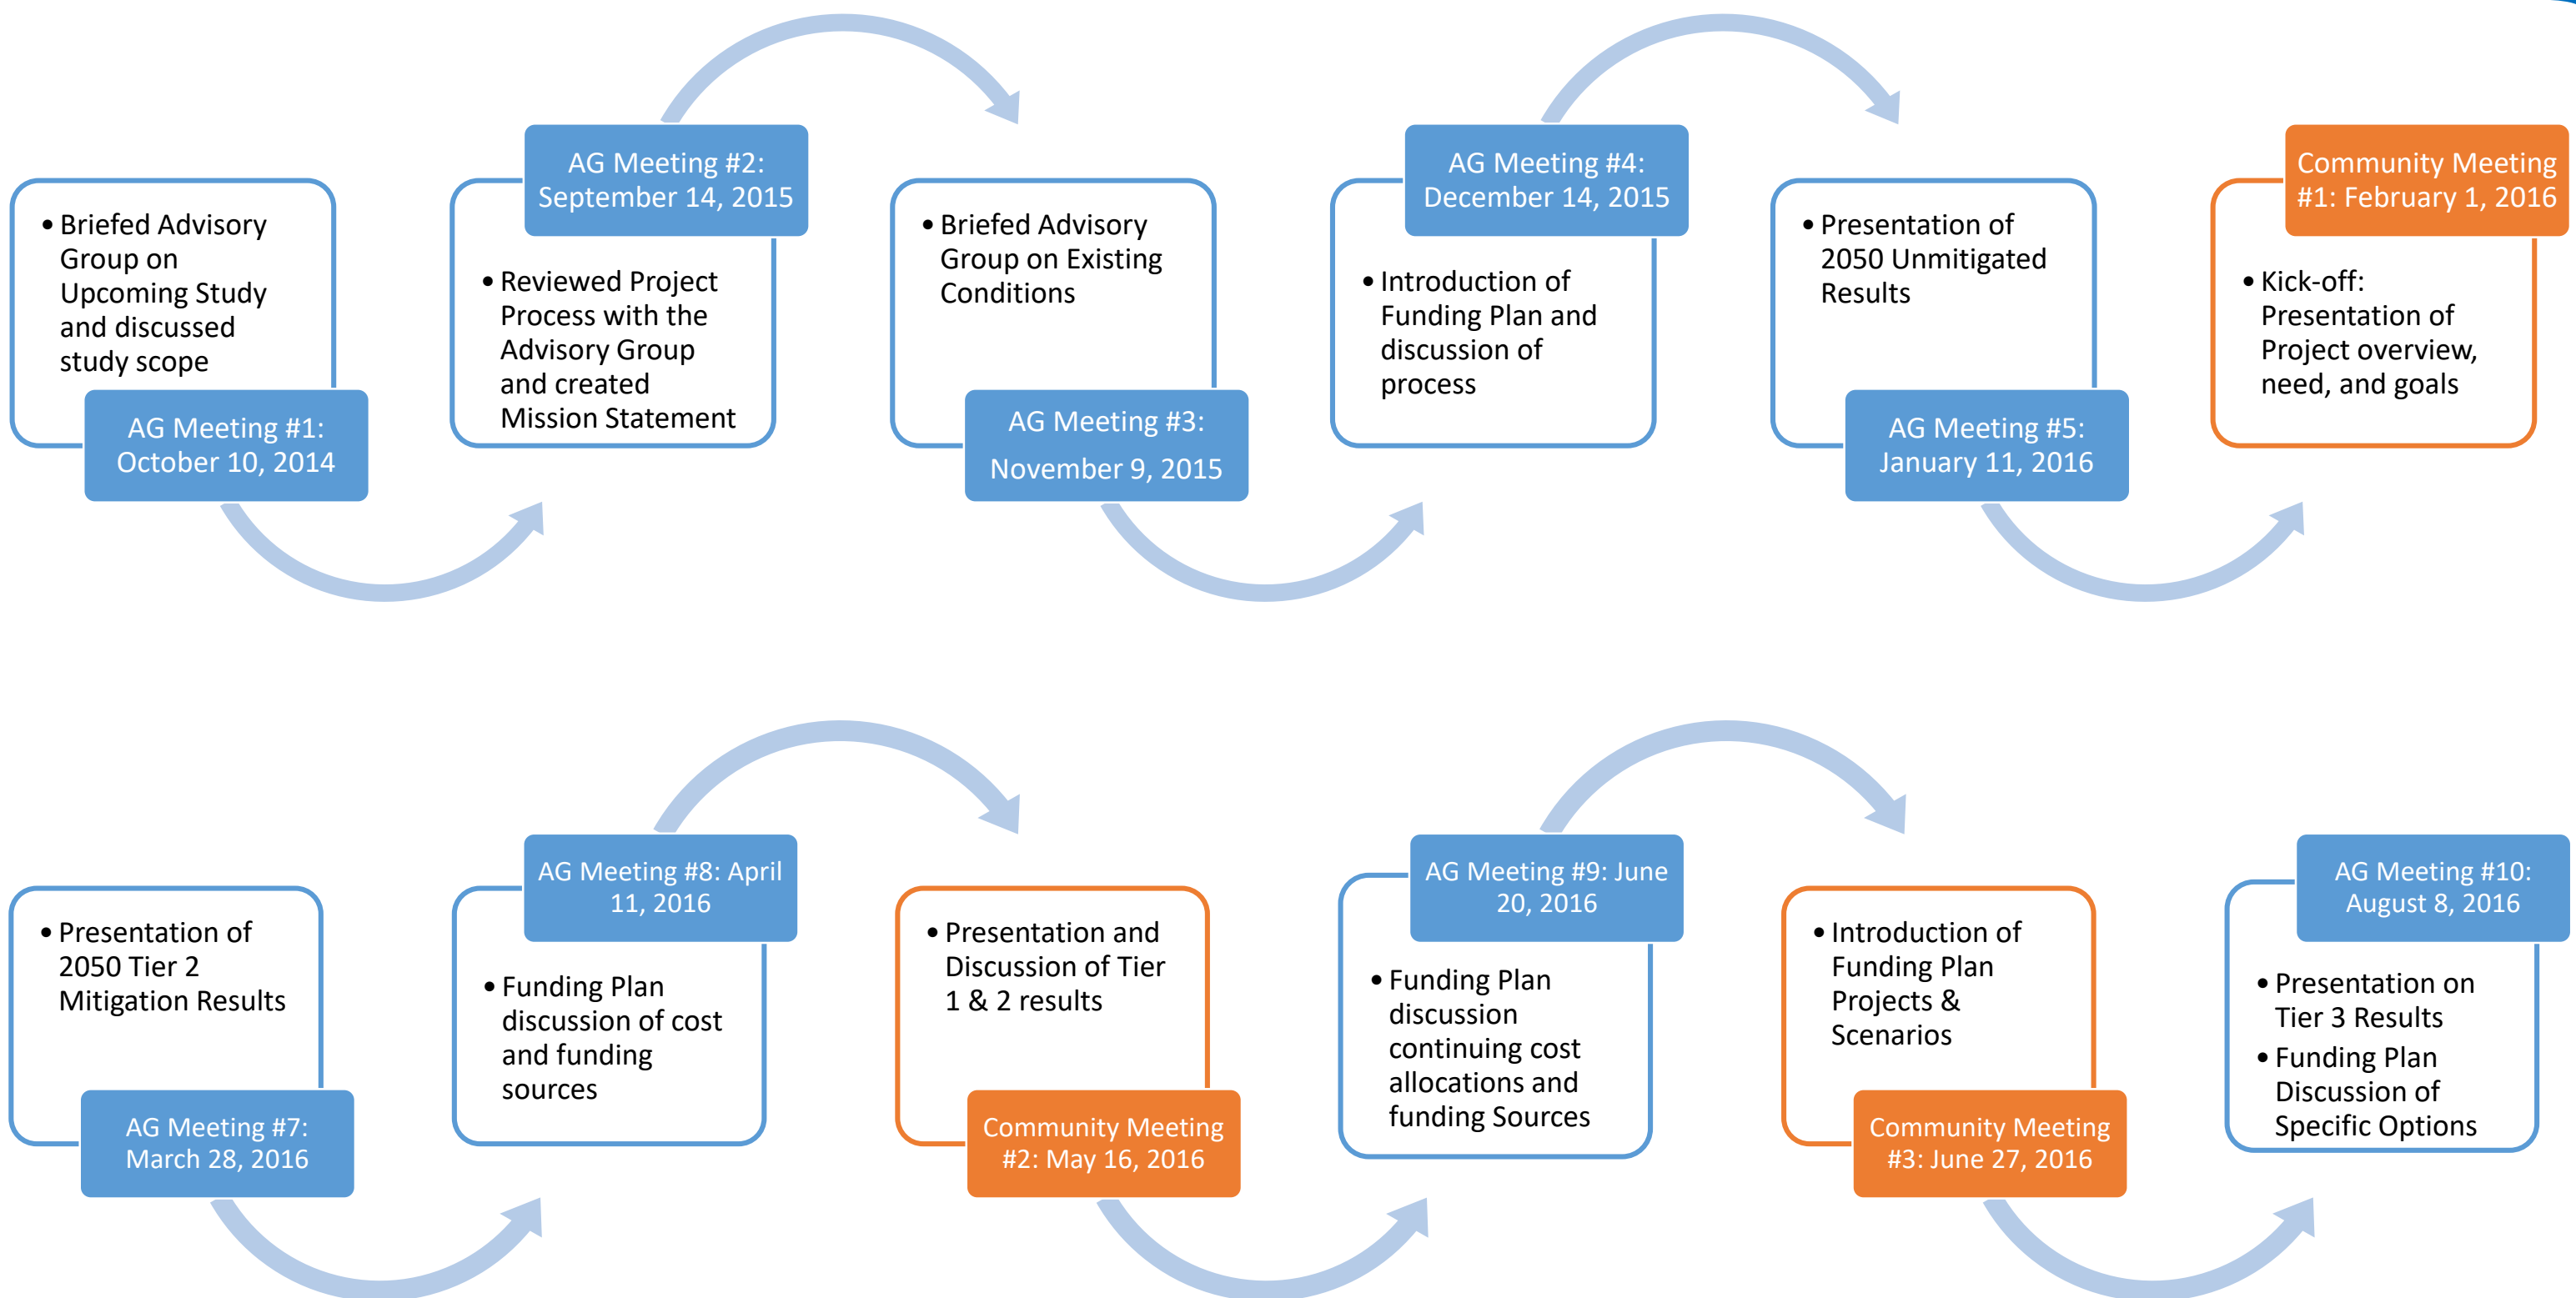 • Briefed Advisory
Group on
Upcoming Study
and discussed
study scope
AG Meeting #1:
October 10, 2014
AG Meeting #2:
September 14, 2015
• Reviewed Project
Process with the
Advisory Group
and created
Mission Statement
• Briefed Advisory
Group on Existing
Conditions
AG Meeting #3:
November 9, 2015
AG Meeting #4:
December 14, 2015
• Introduction of
Funding Plan and
discussion of
process
• Presentation of
2050 Unmitigated
Results
AG Meeting #5:
January 11, 2016
Community Meeting
#1: February 1, 2016
• Kick-off:
Presentation of
Project overview,
need, and goals
• Presentation of
2050 Tier 2
Mitigation Results
AG Meeting #7:
March 28, 2016
AG Meeting #8: April
11, 2016
• Funding Plan
discussion of cost
and funding
sources
• Presentation and
Discussion of Tier
1 & 2 results
Community Meeting
#2: May 16, 2016
AG Meeting #9: June
20, 2016
• Funding Plan
discussion
continuing cost
allocations and
funding Sources
• Introduction of
Funding Plan
Projects &
Scenarios
Community Meeting
#3: June 27, 2016
AG Meeting #10:
August 8, 2016
• Presentation on
Tier 3 Results
• Funding Plan
Discussion of
Specific Options